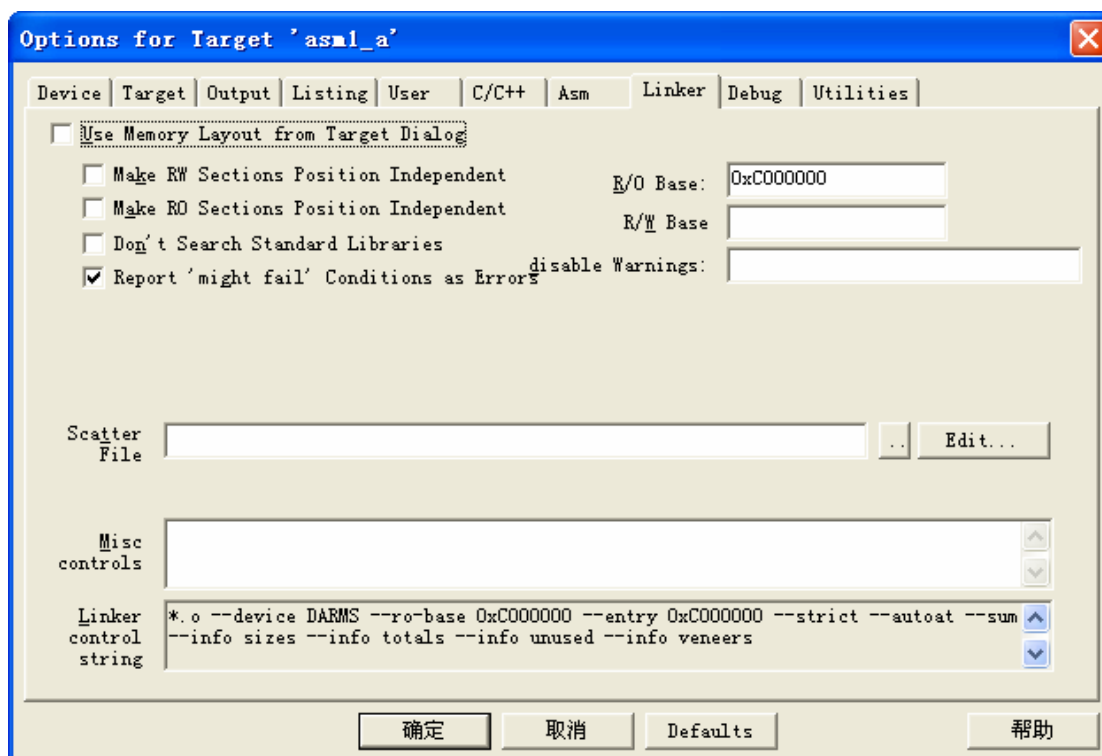 Options for Target 'asm1_a'
Device Target Output Listing User C/C++ Asm Linker Debug Utilities
Use Memory Layout from Target Dialog
Make RW Sections Position Independent
R/O Base: 0xC000000
Make RO Sections Position Independent
R/W Base
Don't Search Standard Libraries
disable Warnings:
Report 'might fail' Conditions as Errors
Scatter
File
.. Edit...
Misc
controls
Linker
control
string
*.o --device DARMS --ro-base 0xC000000 --entry 0xC000000 --strict --autoat --sum
--info sizes --info totals --info unused --info veneers
确定 取消 Defaults 帮助